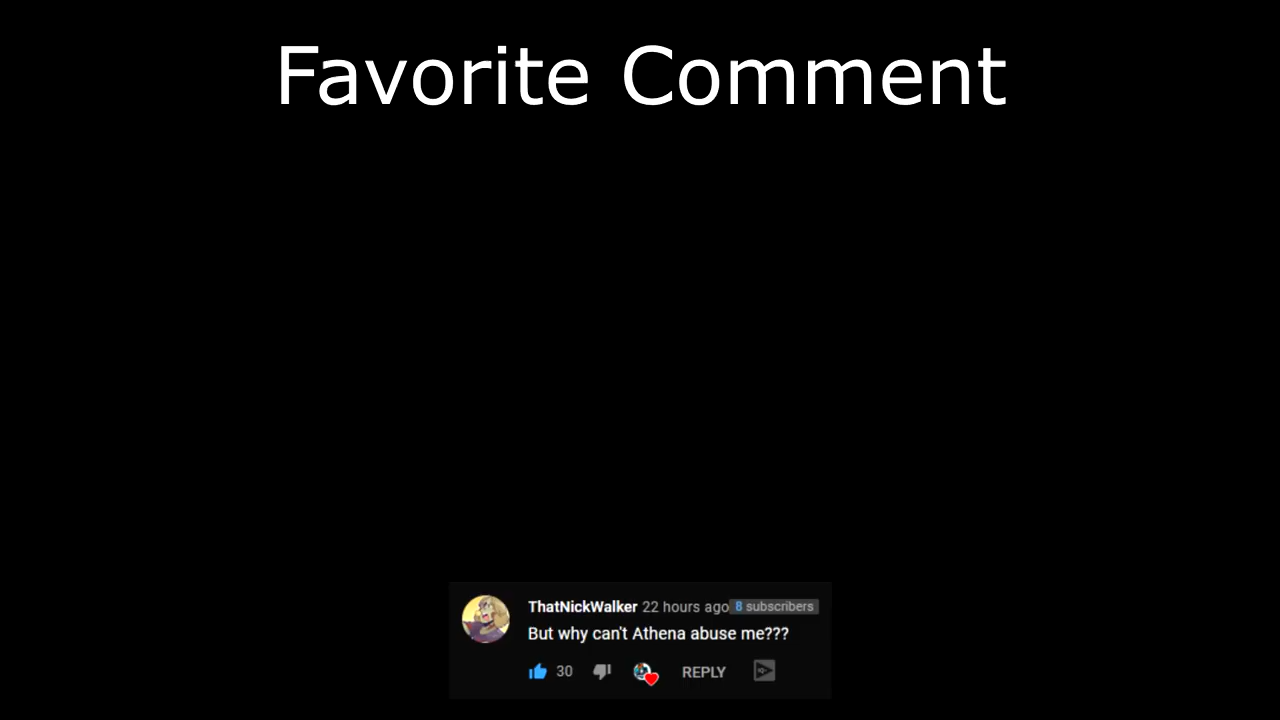 Favorite Comment
ThatNickWalker 22 hours ago 8 subscribers
But why can't Athena abuse me???
30 REPLY